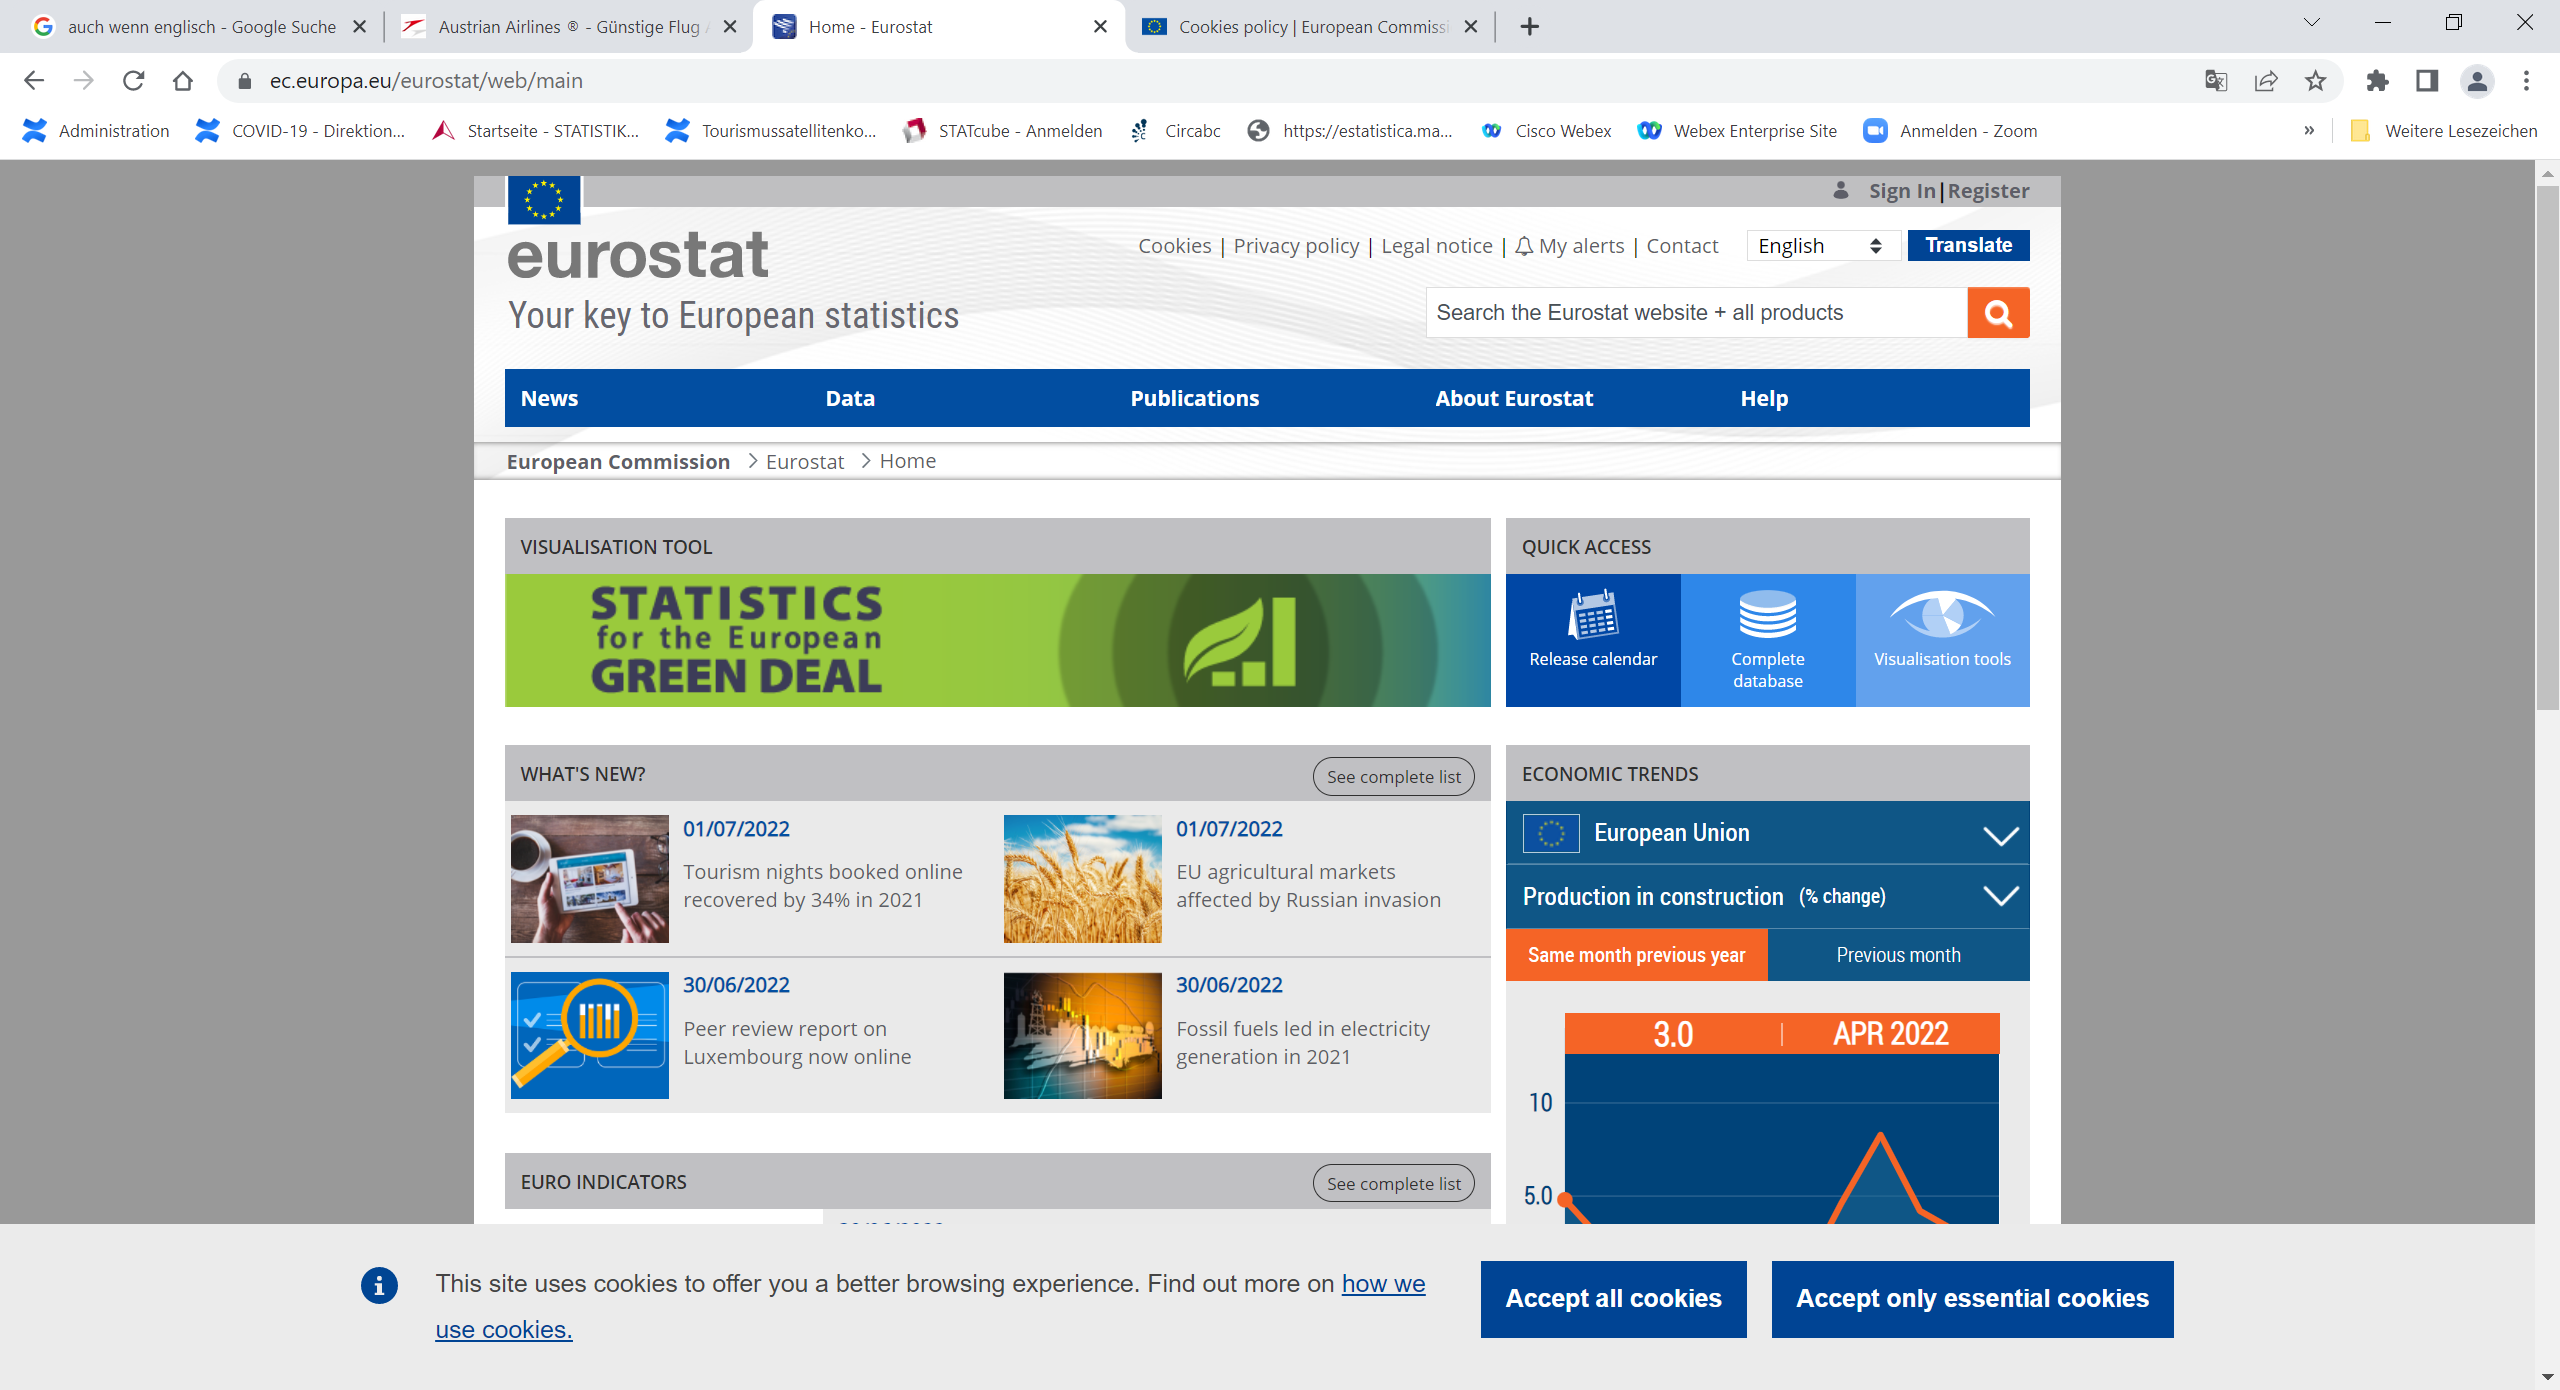 auch wenn englisch - Google Suche
Austrian Airlines ® - Günstige Flug
Home - Eurostat
Cookies policy | European Commissi
ec.europa.eu/eurostat/web/main
Administration
COVID-19 - Direktion...
Startseite - STATISTIK...
Tourismussatellitenko...
STATcube - Anmelden
Circabc
https://estatistica.ma...
Cisco Webex
Webex Enterprise Site
Anmelden - Zoom
»
Weitere Lesezeichen
Sign In|Register
eurostat
Cookies | Privacy policy | Legal notice | My alerts | Contact
English
Translate
Your key to European statistics
Search the Eurostat website + all products
News
Data
Publications
About Eurostat
Help
European Commission > Eurostat > Home
VISUALISATION TOOL
STATISTICS
for the European
GREEN DEAL
QUICK ACCESS
Release calendar
Complete
database
Visualisation tools
WHAT'S NEW?
See complete list
01/07/2022
Tourism nights booked online
recovered by 34% in 2021
01/07/2022
EU agricultural markets
affected by Russian invasion
30/06/2022
Peer review report on
Luxembourg now online
30/06/2022
Fossil fuels led in electricity
generation in 2021
ECONOMIC TRENDS
European Union
Production in construction (% change)
Same month previous year
Previous month
3.0 | APR 2022
10
5.0
EURO INDICATORS
See complete list
This site uses cookies to offer you a better browsing experience. Find out more on how we
use cookies.
Accept all cookies
Accept only essential cookies